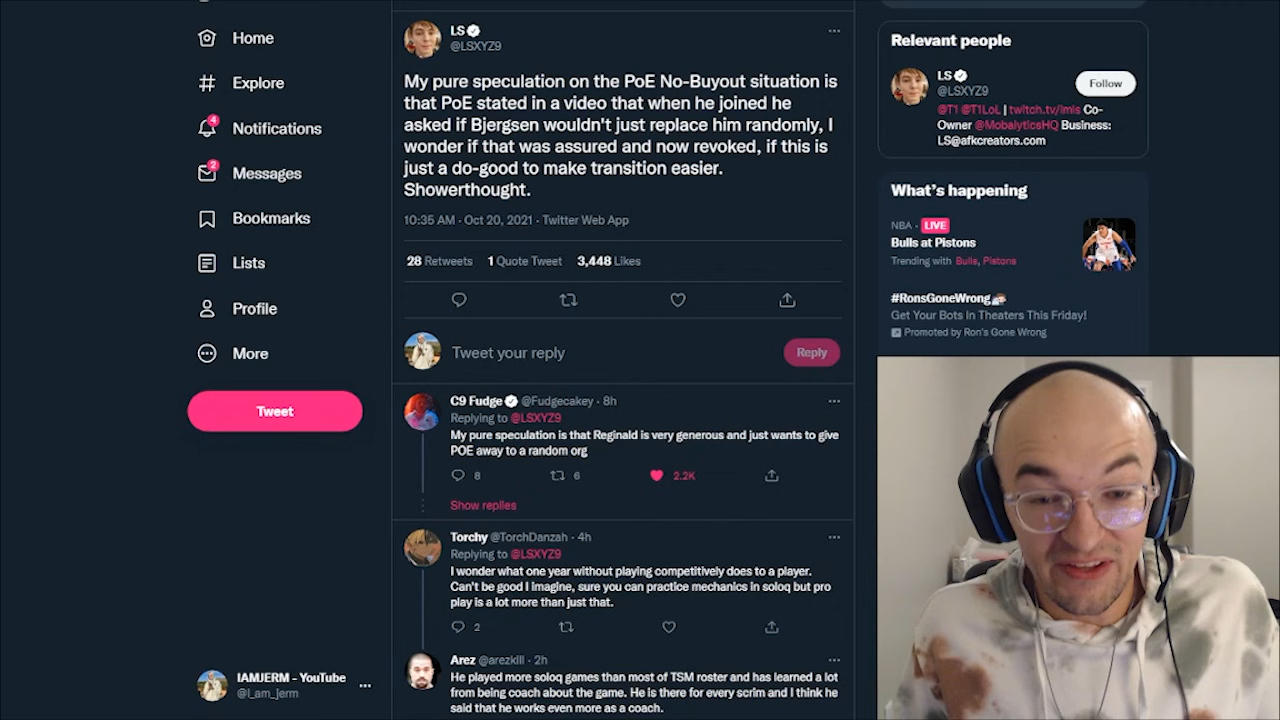 Home
Explore
4
Notifications
2
Messages
Bookmarks
Lists
Profile
More
Tweet
IAMJERM - YouTube
@I_am_Jerm
LS
@LSXYZ9
My pure speculation on the PoE No-Buyout situation is
that PoE stated in a video that when he joined he
asked if Bjergsen wouldn't just replace him randomly, I
wonder if that was assured and now revoked, if this is
just a do-good to make transition easier.
Showerthought.
10:35 AM · Oct 20, 2021 · Twitter Web App
28 Retweets 1 Quote Tweet 3,448 Likes
Tweet your reply
Reply
C9 Fudge @Fudgecakey · 8h
Replying to @LSXYZ9
My pure speculation is that Reginald is very generous and just wants to give
POE away to a random org
8 6 2.2K
Show replies
Torchy @TorchDanzah · 4h
Replying to @LSXYZ9
I wonder what one year without playing competitively does to a player.
Can't be good I imagine, sure you can practice mechanics in soloq but pro
play is a lot more than just that.
2
Arez @arezkill · 2h
He played more soloq games than most of TSM roster and has learned a lot
from being coach about the game. He is there for every scrim and I think he
said that he works even more as a coach.
Relevant people
LS
@LSXYZ9
Follow
@T1 @T1LoL | twitch.tv/imls Co-
Owner @MobalyticsHQ Business:
LS@afkcreators.com
What's happening
NBA · LIVE
Bulls at Pistons
Trending with Bulls, Pistons
#RonsGoneWrong
Get Your Bots In Theaters This Friday!
Promoted by Ron's Gone Wrong